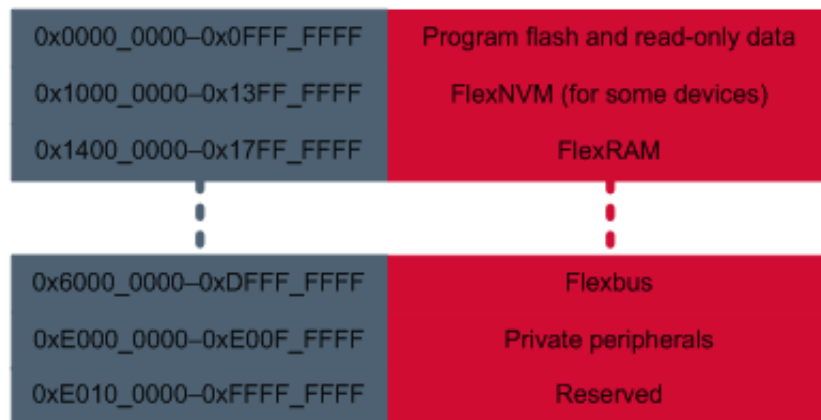 0x0000_0000–0x0FFF_FFFF Program flash and read-only data
0x1000_0000–0x13FF_FFFF FlexNVM (for some devices)
0x1400_0000–0x17FF_FFFF FlexRAM
0x6000_0000–0xDFFF_FFFF Flexbus
0xE000_0000–0xE00F_FFFF Private peripherals
0xE010_0000–0xFFFF_FFFF Reserved